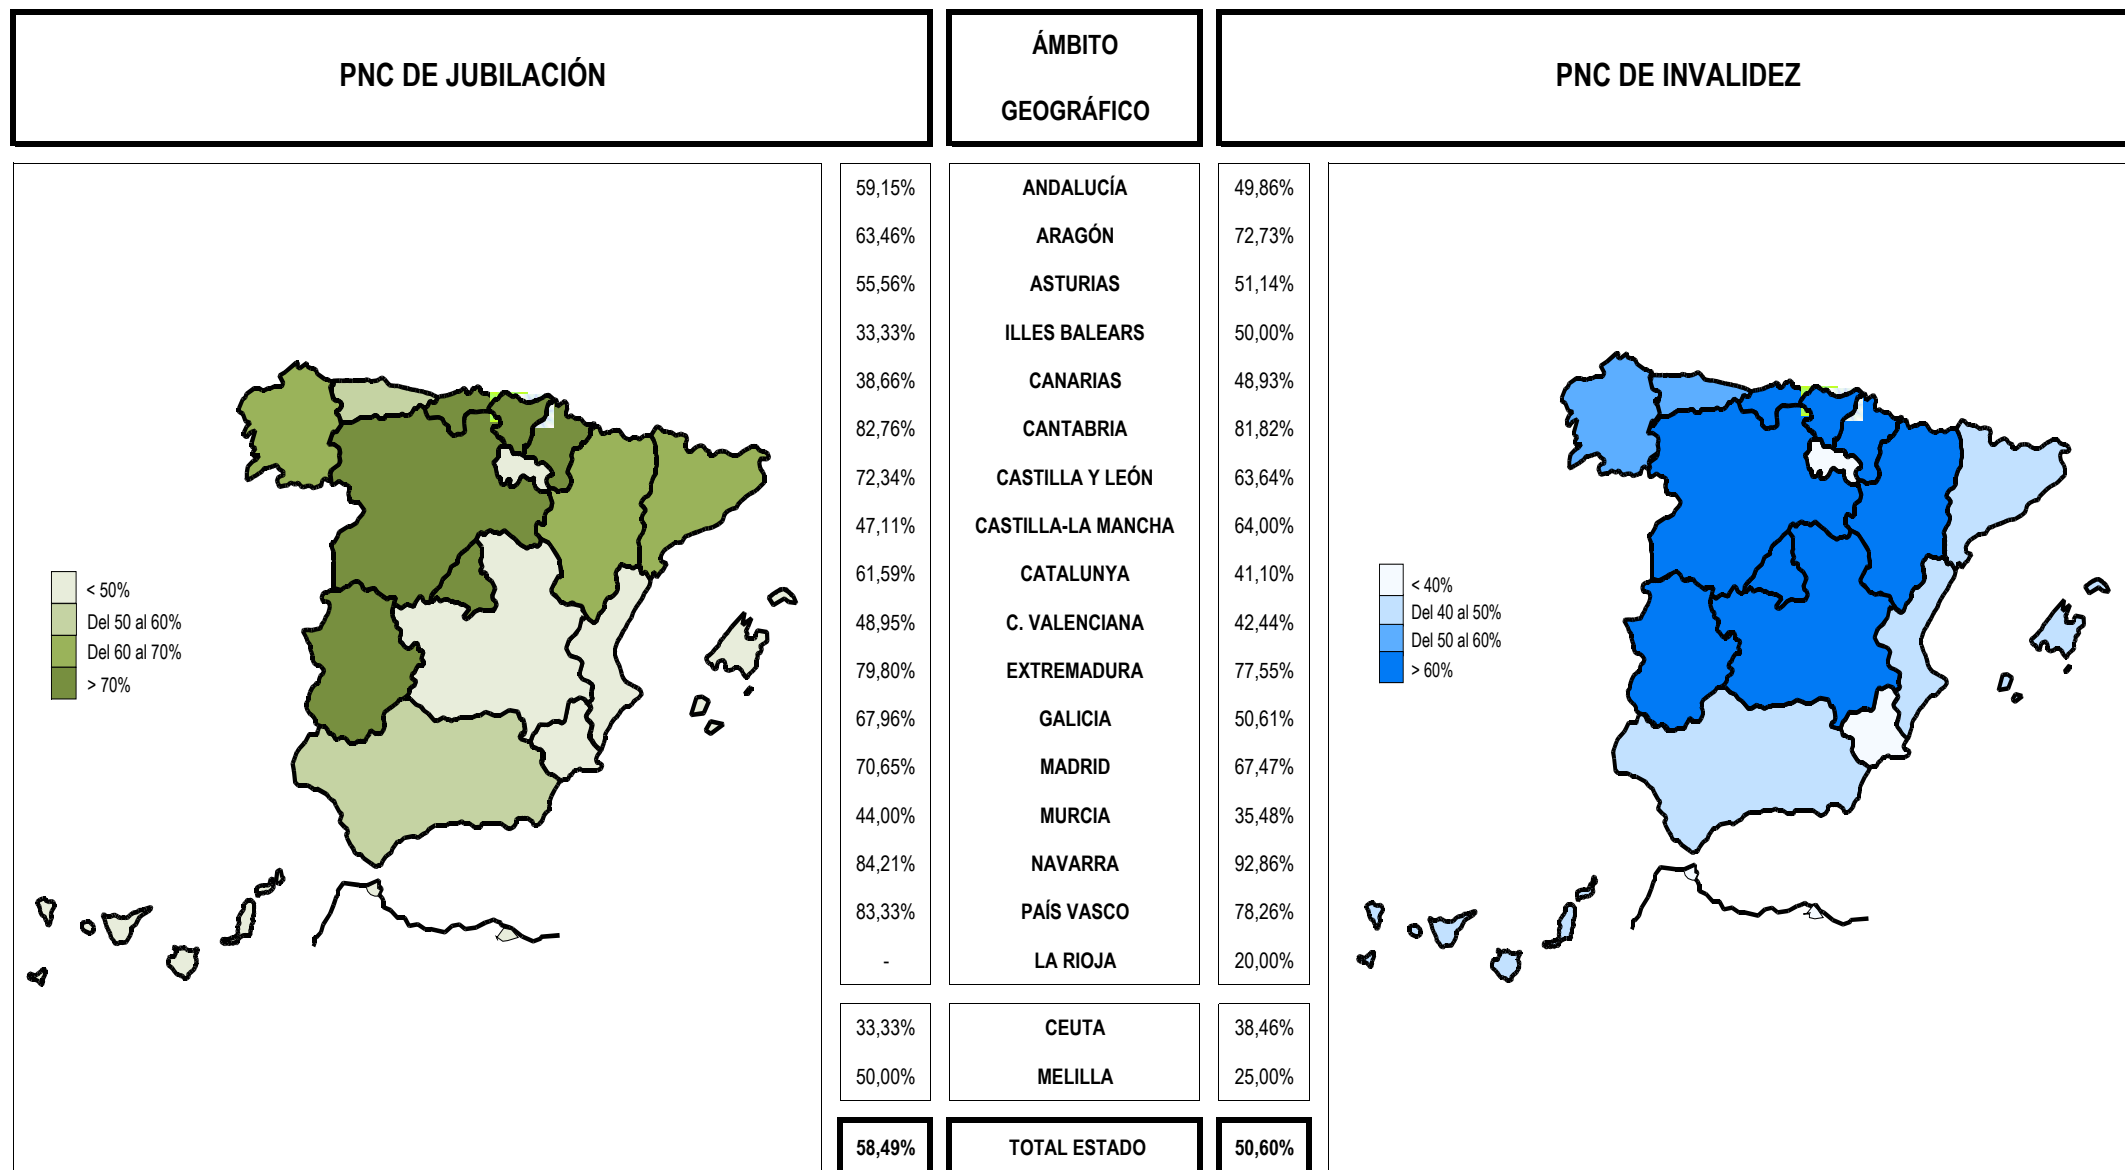 PNC DE JUBILACIÓN
ÁMBITO
GEOGRÁFICO
PNC DE INVALIDEZ
59,15% ANDALUCÍA 49,86%
63,46% ARAGÓN 72,73%
55,56% ASTURIAS 51,14%
33,33% ILLES BALEARS 50,00%
38,66% CANARIAS 48,93%
82,76% CANTABRIA 81,82%
72,34% CASTILLA Y LEÓN 63,64%
47,11% CASTILLA-LA MANCHA 64,00%
61,59% CATALUNYA 41,10%
48,95% C. VALENCIANA 42,44%
79,80% EXTREMADURA 77,55%
67,96% GALICIA 50,61%
70,65% MADRID 67,47%
44,00% MURCIA 35,48%
84,21% NAVARRA 92,86%
83,33% PAÍS VASCO 78,26%
- LA RIOJA 20,00%
33,33% CEUTA 38,46%
50,00% MELILLA 25,00%
58,49% TOTAL ESTADO 50,60%
< 50%
Del 50 al 60%
Del 60 al 70%
> 70%
< 40%
Del 40 al 50%
Del 50 al 60%
> 60%